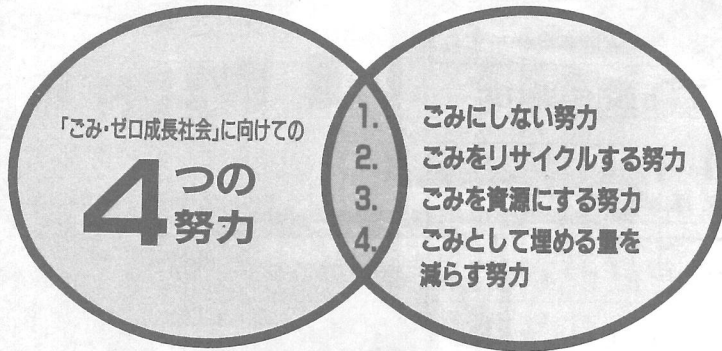 「ごみ・ゼロ成長社会」に向けての
4つの
努力
1. ごみにしない努力
2. ごみをリサイクルする努力
3. ごみを資源にする努力
4. ごみとして埋める量を
減らす努力